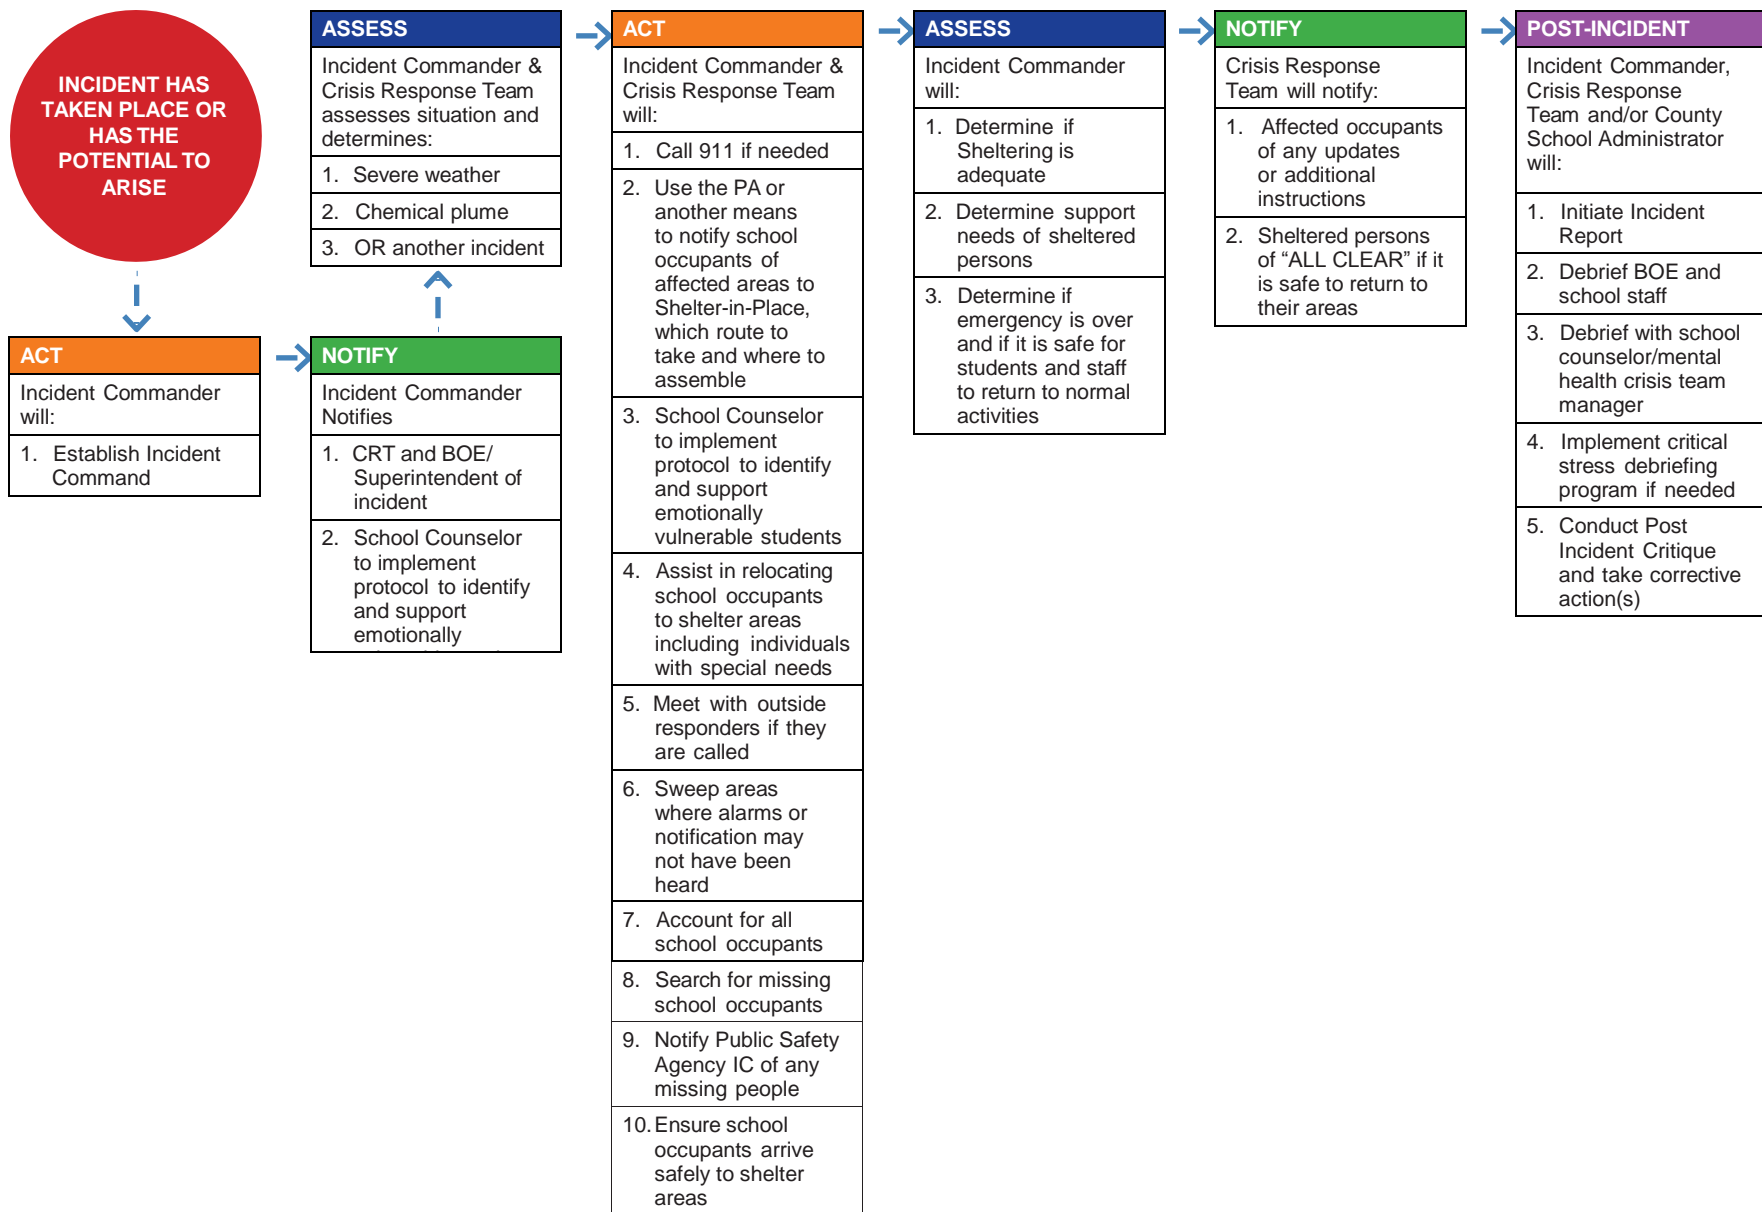 INCIDENT HAS
TAKEN PLACE OR
HAS THE
POTENTIAL TO
ARISE
ACT
Incident Commander
will:
1. Establish Incident
Command
NOTIFY
Incident Commander
Notifies
1. CRT and BOE/
Superintendent of
incident
2. School Counselor
to implement
protocol to identify
and support
emotionally
ASSESS
Incident Commander &
Crisis Response Team
assesses situation and
determines:
1. Severe weather
2. Chemical plume
3. OR another incident
ACT
Incident Commander &
Crisis Response Team
will:
1. Call 911 if needed
2. Use the PA or
another means
to notify school
occupants of
affected areas to
Shelter-in-Place,
which route to
take and where to
assemble
3. School Counselor
to implement
protocol to identify
and support
emotionally
vulnerable students
4. Assist in relocating
school occupants
to shelter areas
including individuals
with special needs
5. Meet with outside
responders if they
are called
6. Sweep areas
where alarms or
notification may
not have been
heard
7. Account for all
school occupants
8. Search for missing
school occupants
9. Notify Public Safety
Agency IC of any
missing people
10. Ensure school
occupants arrive
safely to shelter
areas
ASSESS
Incident Commander
will:
1. Determine if
Sheltering is
adequate
2. Determine support
needs of sheltered
persons
3. Determine if
emergency is over
and if it is safe for
students and staff
to return to normal
activities
NOTIFY
Crisis Response
Team will notify:
1. Affected occupants
of any updates
or additional
instructions
2. Sheltered persons
of “ALL CLEAR” if it
is safe to return to
their areas
POST-INCIDENT
Incident Commander,
Crisis Response
Team and/or County
School Administrator
will:
1. Initiate Incident
Report
2. Debrief BOE and
school staff
3. Debrief with school
counselor/mental
health crisis team
manager
4. Implement critical
stress debriefing
program if needed
5. Conduct Post
Incident Critique
and take corrective
action(s)